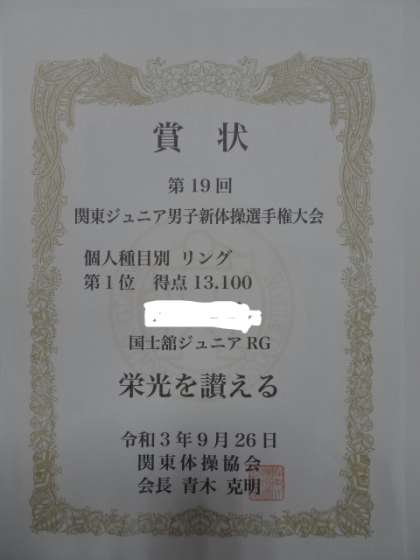 賞状
第19回
関東ジュニア男子新体操選手権大会
個人種目別 リング
第1位 得点13.100
国士舘ジュニアRG
栄光を讃える
令和3年9月26日
関東体操協会
会長 青木 克明